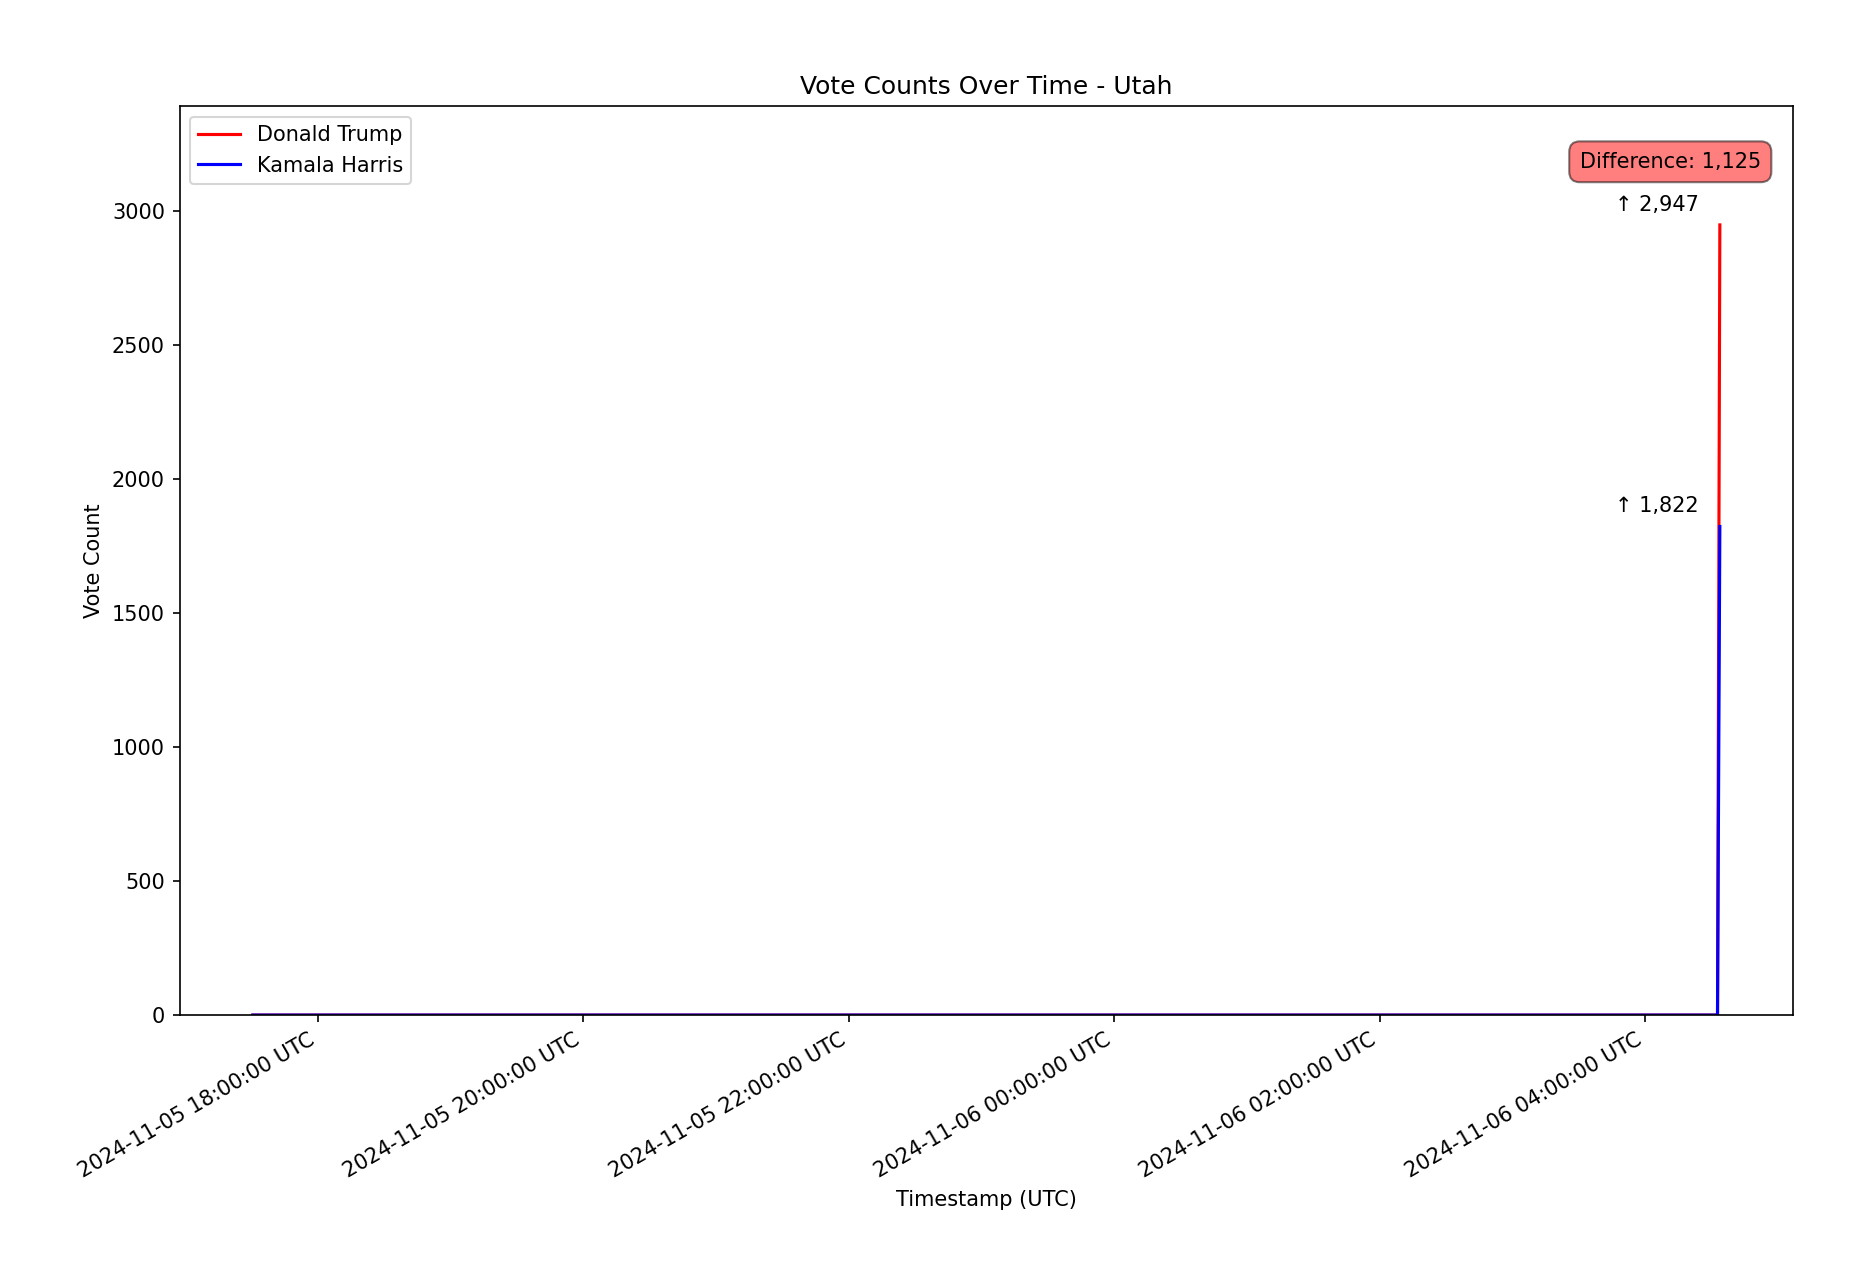 Vote Counts Over Time - Utah
Donald Trump
Kamala Harris
Difference: 1,125
↑ 2,947
↑ 1,822
Vote Count
3000
2500
2000
1500
1000
500
0
2024-11-05 18:00:00 UTC
2024-11-05 20:00:00 UTC
2024-11-05 22:00:00 UTC
2024-11-06 00:00:00 UTC
2024-11-06 02:00:00 UTC
2024-11-06 04:00:00 UTC
Timestamp (UTC)